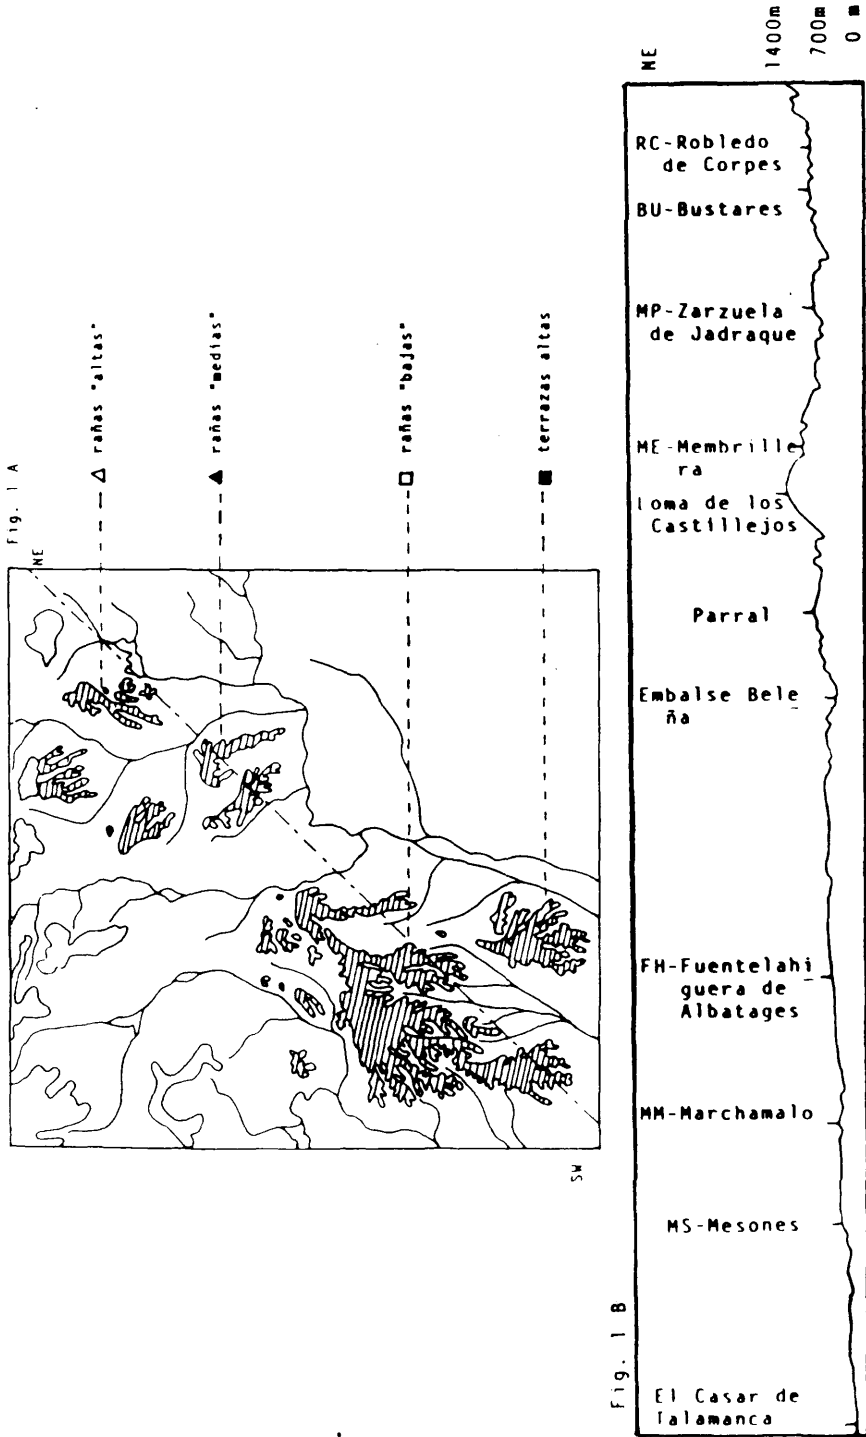 Fig. 1 A
NE
SW
rañas "altas"
rañas "medias"
rañas "bajas"
terrazas altas
Fig. 1 B
NE
1400m
700m
0 m
RC-Robledo
de Corpes
BU-Bustares
MP-Zarzuela
de Jadraque
ME-Membrille
ra
Loma de los
Castillejos
Parral
Embalse Bele
ña
FH-Fuentelahi
guera de
Albatages
MM-Marchamalo
MS-Mesones
El Casar de
Talamanca